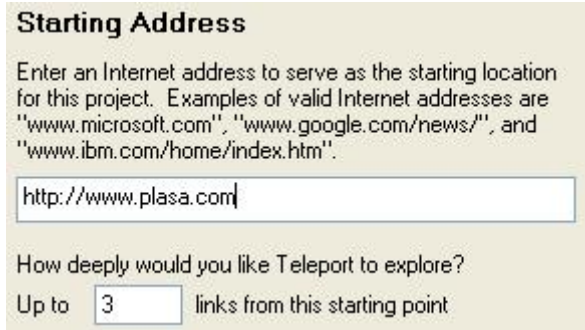 Starting Address
Enter an Internet address to serve as the starting location
for this project. Examples of valid Internet addresses are
"www.microsoft.com", "www.google.com/news/", and
"www.ibm.com/home/index.htm".
http://www.plasa.com
How deeply would you like Teleport to explore?
Up to 3 links from this starting point